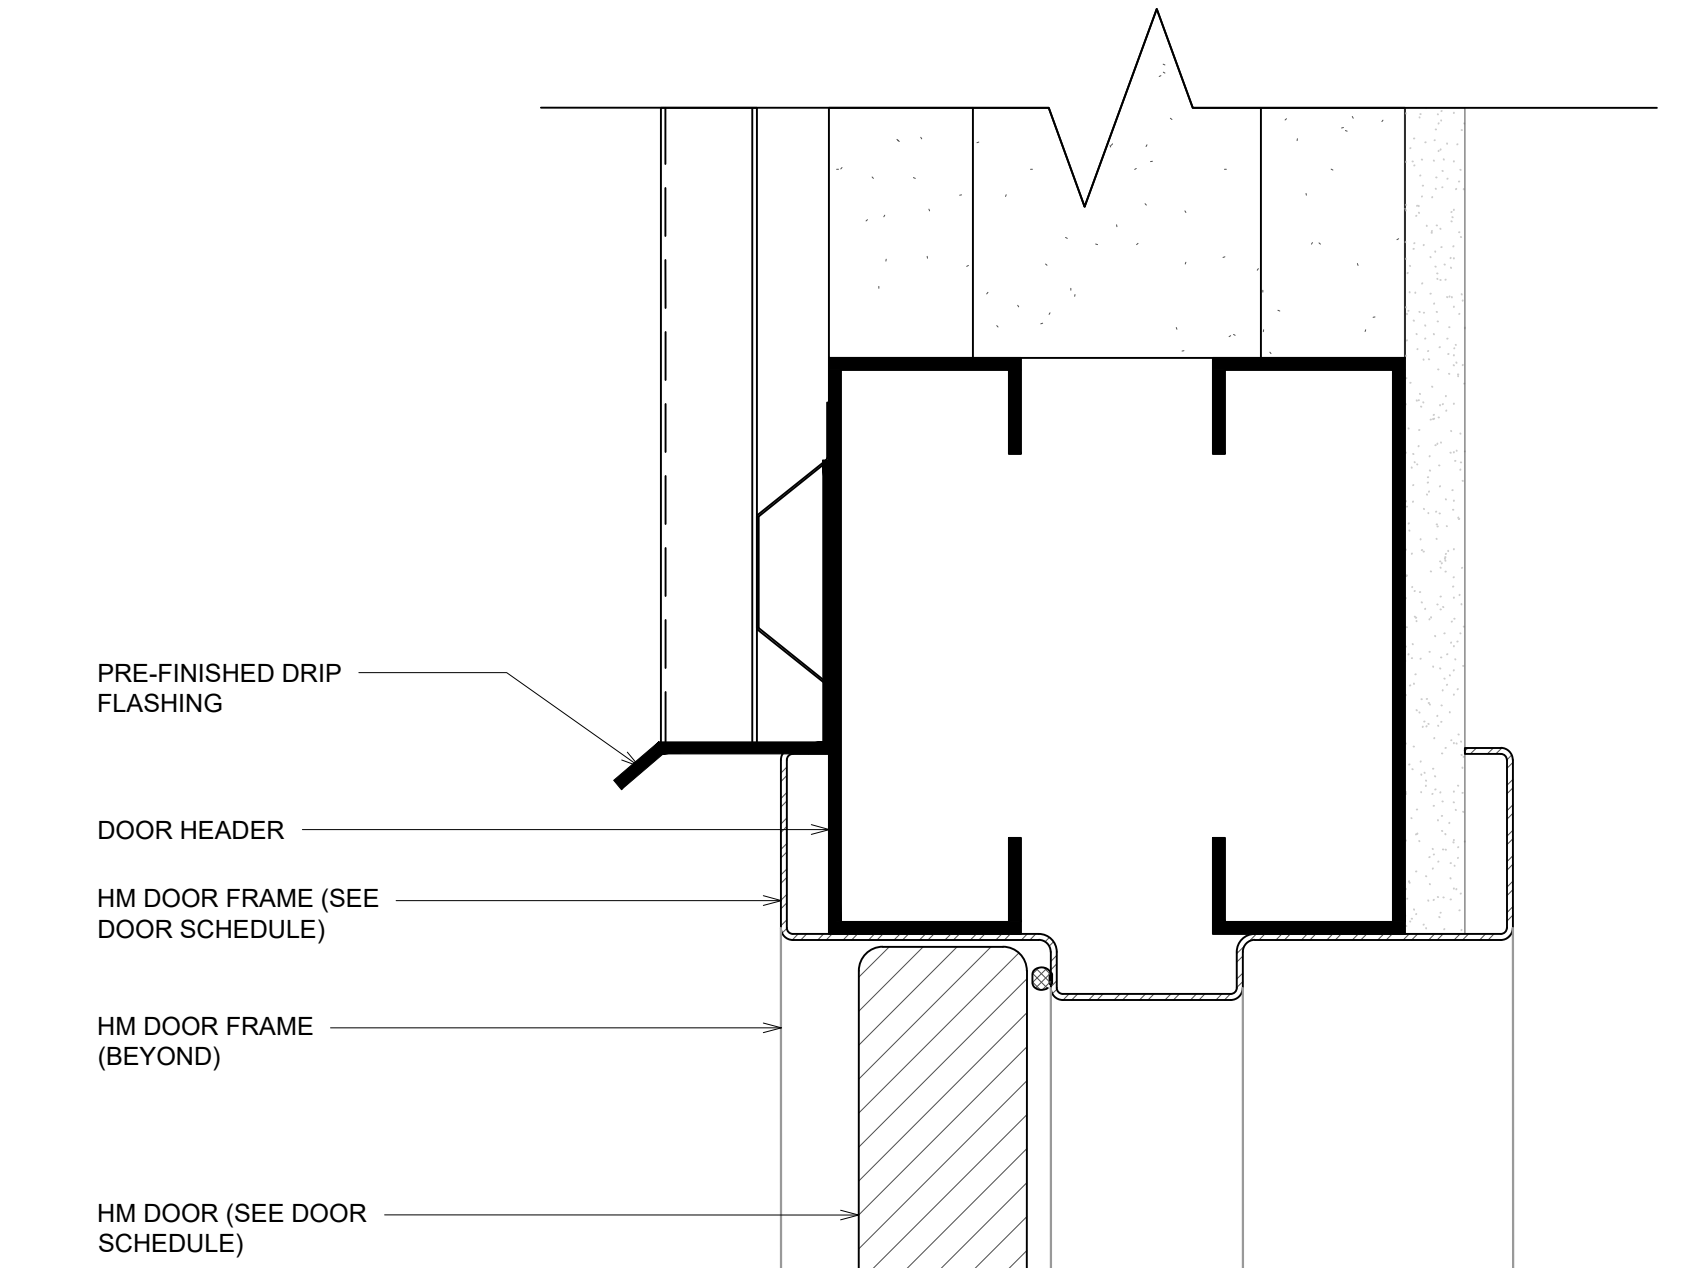 PRE-FINISHED DRIP
FLASHING
DOOR HEADER
HM DOOR FRAME (SEE
DOOR SCHEDULE)
HM DOOR FRAME
(BEYOND)
HM DOOR (SEE DOOR
SCHEDULE)